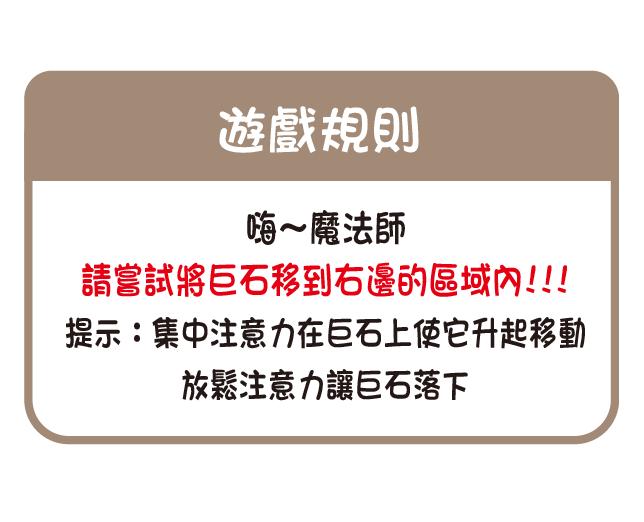 遊戲規則
嗨～魔法師
請嘗試將巨石移到右邊的區域內!!!
提示：集中注意力在巨石上使它升起移動
放鬆注意力讓巨石落下